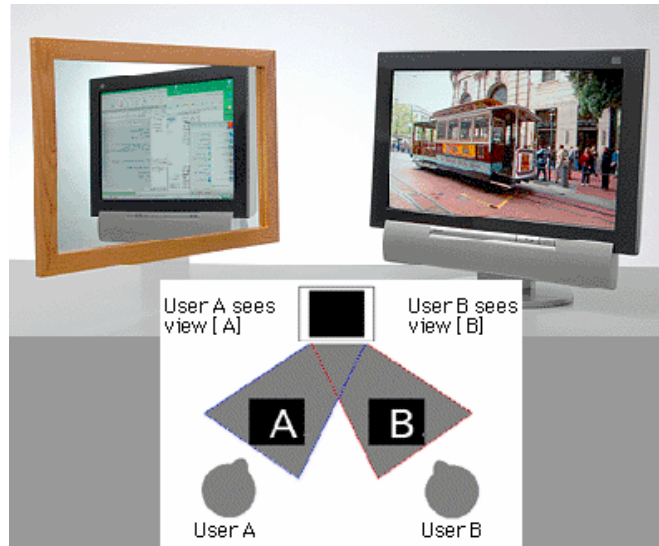 User A sees
view [ A]
User B sees
view [B]
A
B
User A
User B